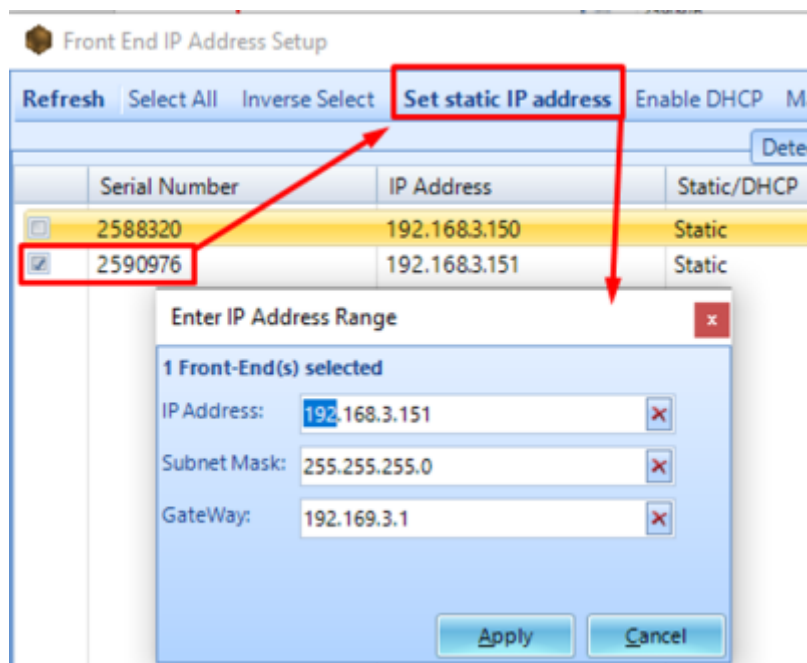 Front End IP Address Setup
Refresh Select All Inverse Select Set static IP address Enable DHCP M
Dete
Serial Number IP Address Static/DHCP
2588320 192.168.3.150 Static
2590976 192.168.3.151 Static
Enter IP Address Range
1 Front-End(s) selected
IP Address: 192.168.3.151
Subnet Mask: 255.255.255.0
GateWay: 192.169.3.1
Apply Cancel